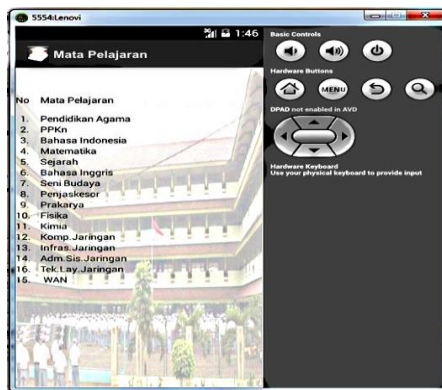 5554:Lenovi
1:46
Mata Pelajaran
No Mata Pelajaran
1. Pendidikan Agama
2. PPKn
3. Bahasa Indonesia
4. Matematika
5. Sejarah
6. Bahasa Inggris
7. Seni Budaya
8. Penjaskesor
9. Prakarya
10. Fisika
11. Kimia
12. Komp.Jaringan
13. Infras.Jaringan
14. Adm.Sis.Jaringan
16. Tek.Lay.Jaringan
15. WAN
Basic Controls
Hardware Buttons
MENU
DPAD not enabled in AVD
Hardware Keyboard
Use your physical keyboard to provide input